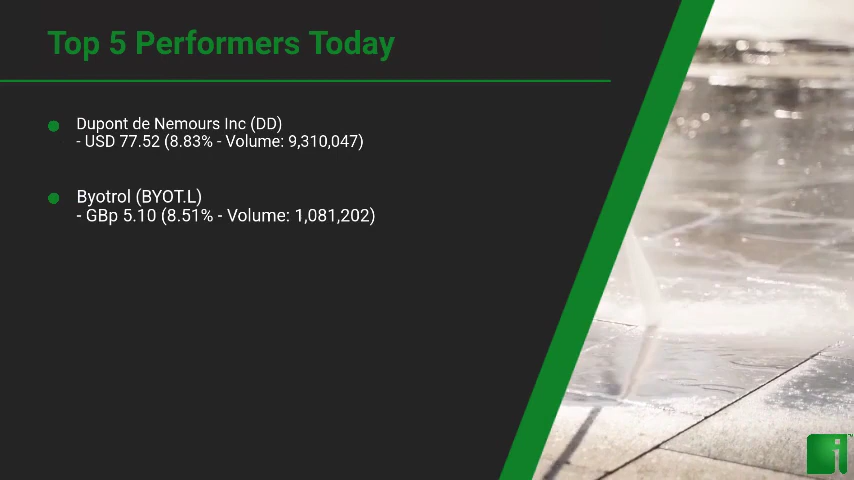 Top 5 Performers Today
Dupont de Nemours Inc (DD)
- USD 77.52 (8.83% - Volume: 9,310,047)
Byotrol (BYOT.L)
- GBp 5.10 (8.51% - Volume: 1,081,202)
i